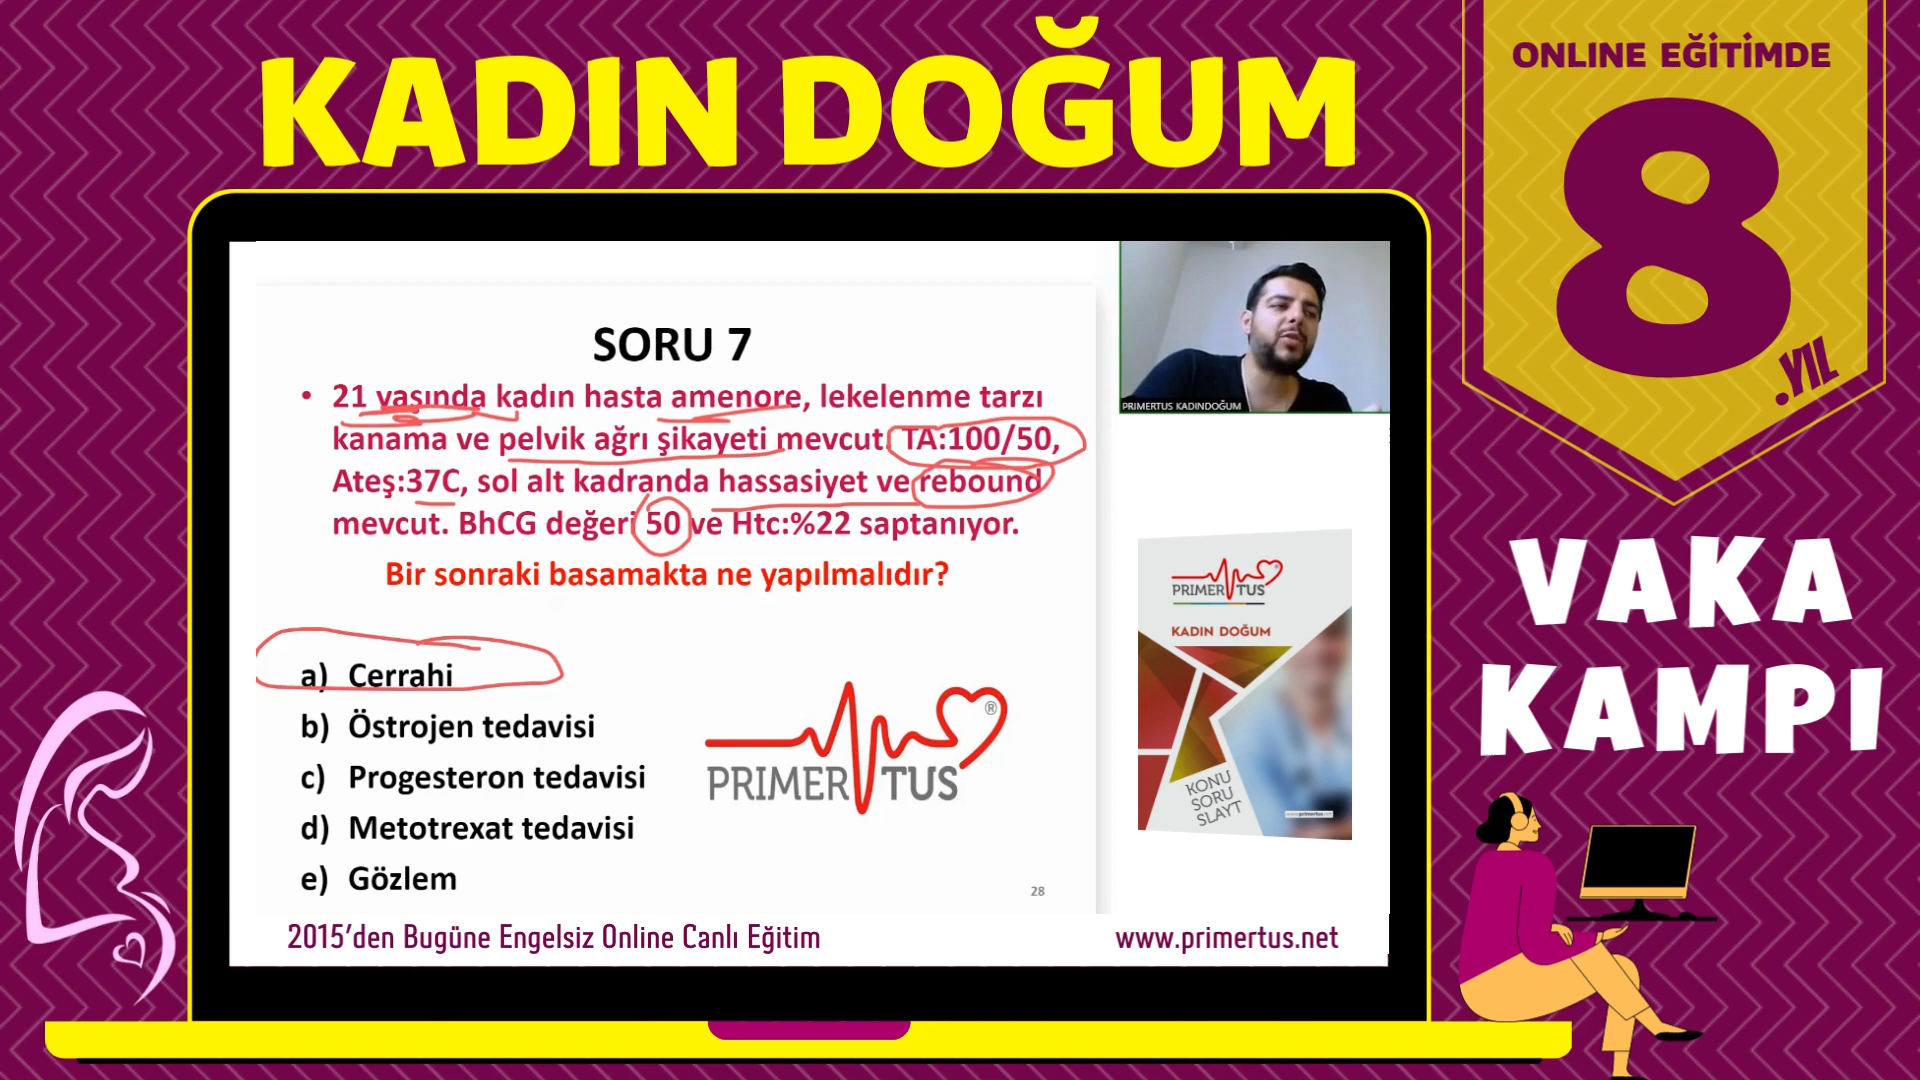 KADIN DOĞUM
ONLINE EĞİTİMDE
8
.YIL
SORU 7
• 21 yaşında kadın hasta amenore, lekelenme tarzı
kanama ve pelvik ağrı şikayeti mevcut. TA:100/50,
Ateş:37C, sol alt kadranda hassasiyet ve rebound
mevcut. BhCG değeri 50 ve Htc:%22 saptanıyor.
Bir sonraki basamakta ne yapılmalıdır?
a) Cerrahi
b) Östrojen tedavisi
c) Progesteron tedavisi
d) Metotrexat tedavisi
e) Gözlem
PRIMER TUS ®
28
PRIMERTUS KADINDOĞUM
PRIMER TUS ®
KADIN DOĞUM
KONU
SORU
SLAYT
www.primertus.net
VAKA
KAMPI
2015'den Bugüne Engelsiz Online Canlı Eğitim
www.primertus.net